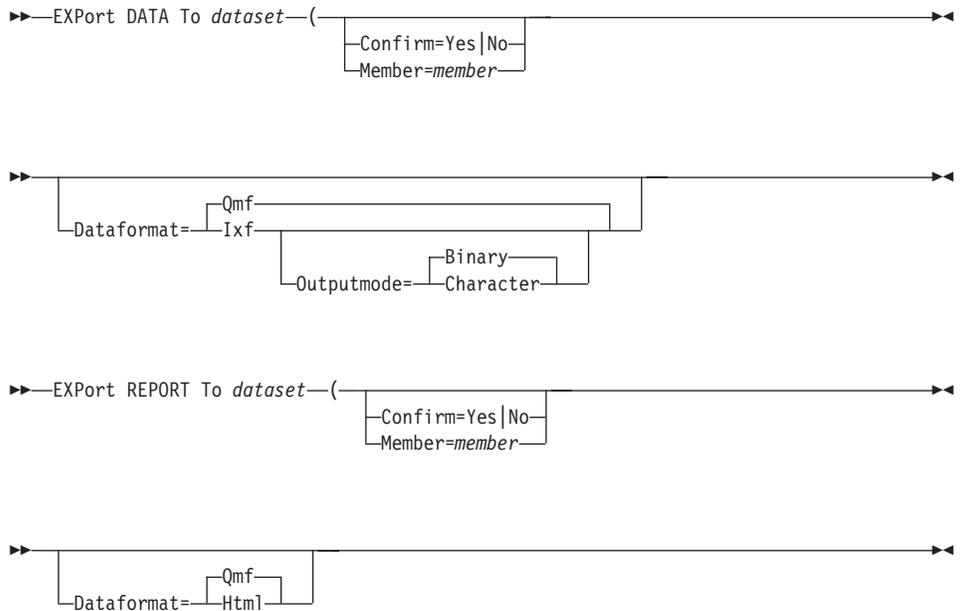 EXPort DATA To dataset (
Confirm=Yes|No
Member=member
Qmf
Dataformat= Ixf
Binary
Outputmode= Character
EXPort REPORT To dataset (
Confirm=Yes|No
Member=member
Qmf
Dataformat= Html